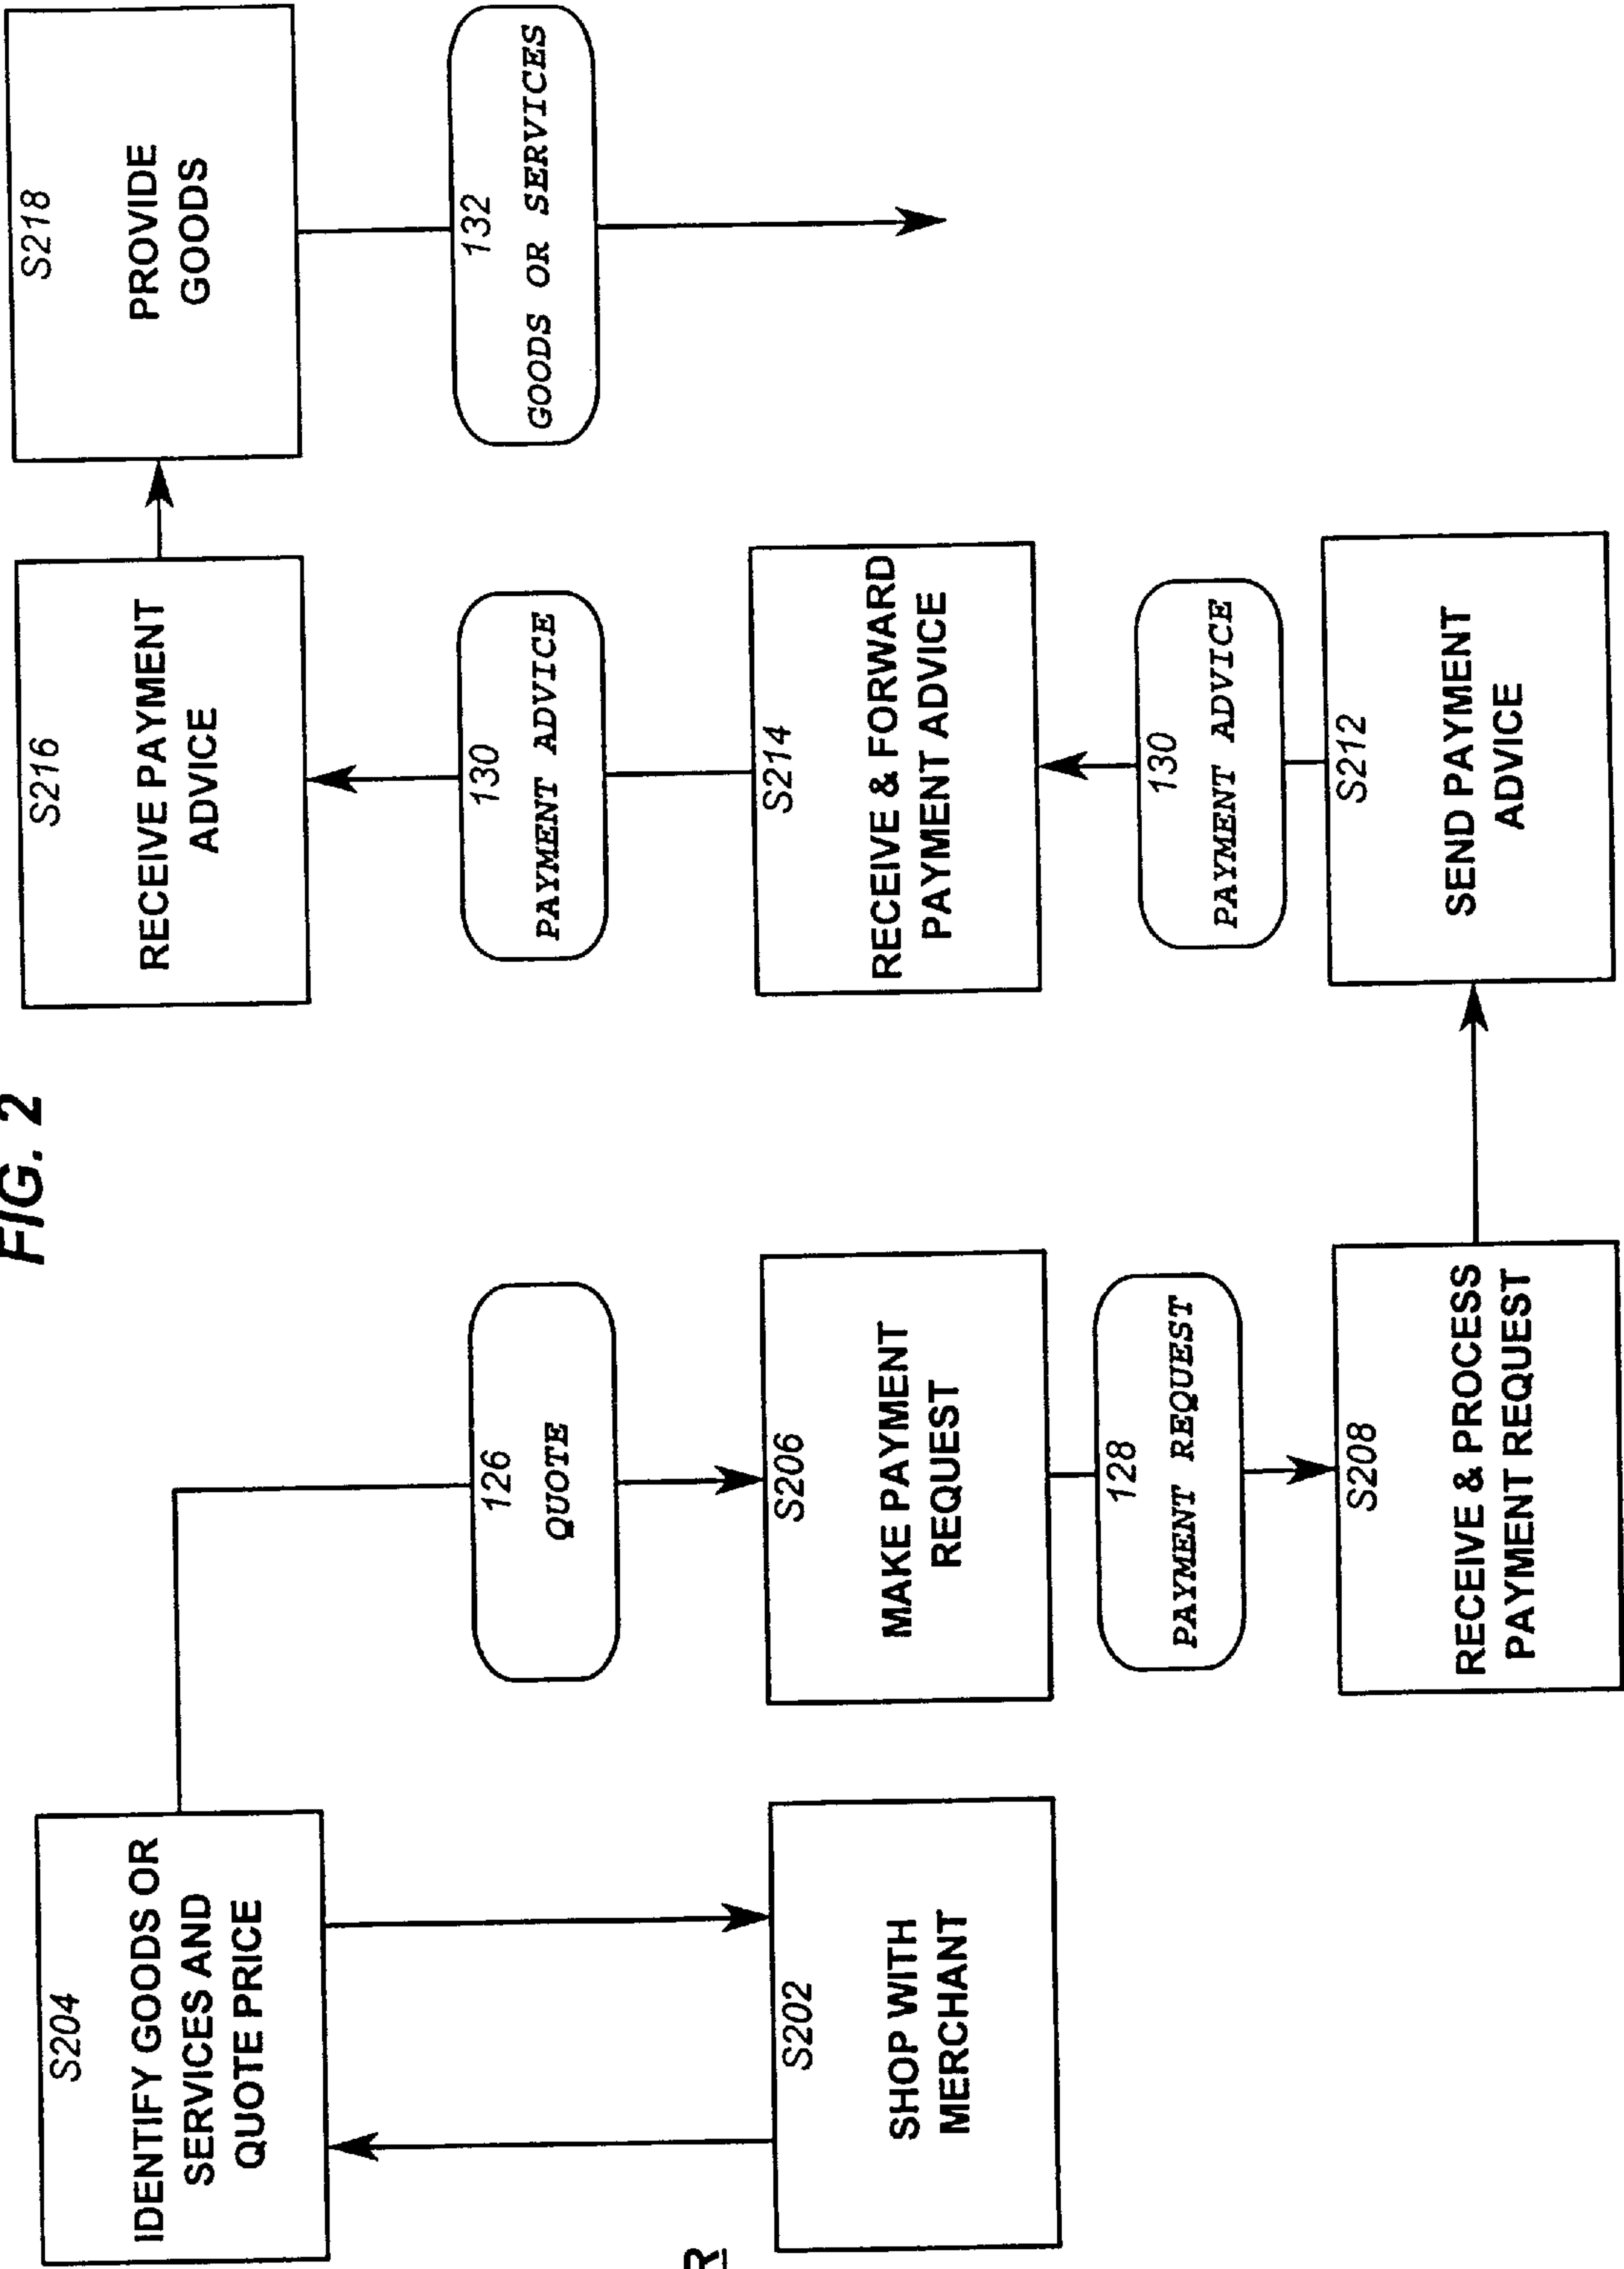 FIG. 2
S204
IDENTIFY GOODS OR
SERVICES AND
QUOTE PRICE
S202
SHOP WITH
MERCHANT
126
QUOTE
S206
MAKE PAYMENT
REQUEST
128
PAYMENT REQUEST
S208
RECEIVE & PROCESS
PAYMENT REQUEST
S216
RECEIVE PAYMENT
ADVICE
130
PAYMENT ADVICE
S214
RECEIVE & FORWARD
PAYMENT ADVICE
130
PAYMENT ADVICE
S212
SEND PAYMENT
ADVICE
S218
PROVIDE
GOODS
132
GOODS OR SERVICES
R